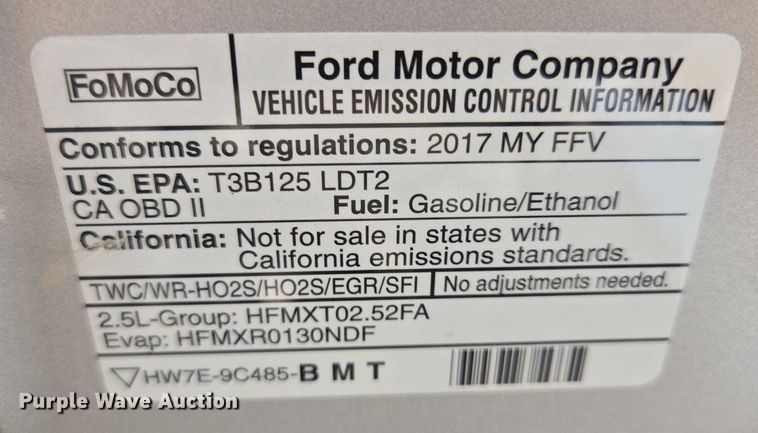 FoMoCo
Ford Motor Company
VEHICLE EMISSION CONTROL INFORMATION
Conforms to regulations: 2017 MY FFV
U.S. EPA: T3B125 LDT2
CA OBD II Fuel: Gasoline/Ethanol
California: Not for sale in states with
California emissions standards.
TWC/WR-HO2S/HO2S/EGR/SFI No adjustments needed.
2.5L-Group: HFMXT02.52FA
Evap: HFMXR0130NDF
HW7E-9C485-B M T
Purple Wave Auction